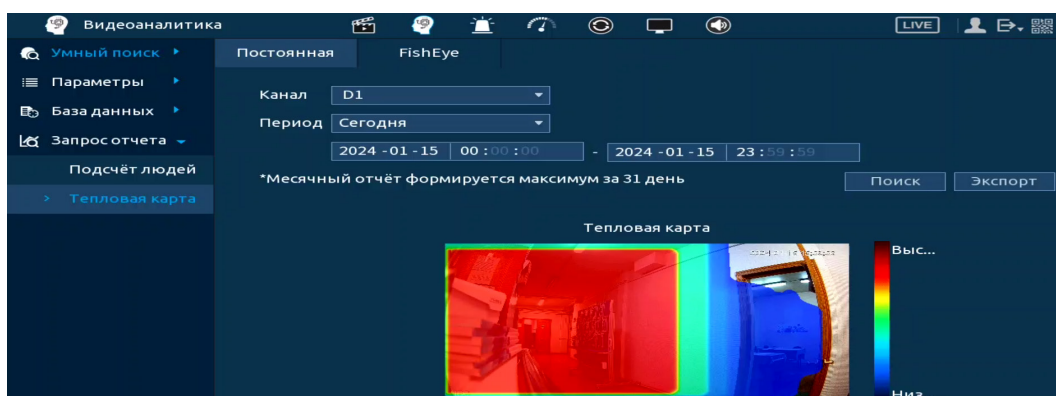 Видеоаналитика
LIVE
Умный поиск
Параметры
База данных
Запрос отчета
Подсчёт людей
Тепловая карта
Постоянная FishEye
Канал D1
Период Сегодня
2024 -01 -15 00 : 00 : 00 - 2024 -01 -15 23 : 59 : 59
*Месячный отчёт формируется максимум за 31 день
Поиск Экспорт
Тепловая карта
Выс...